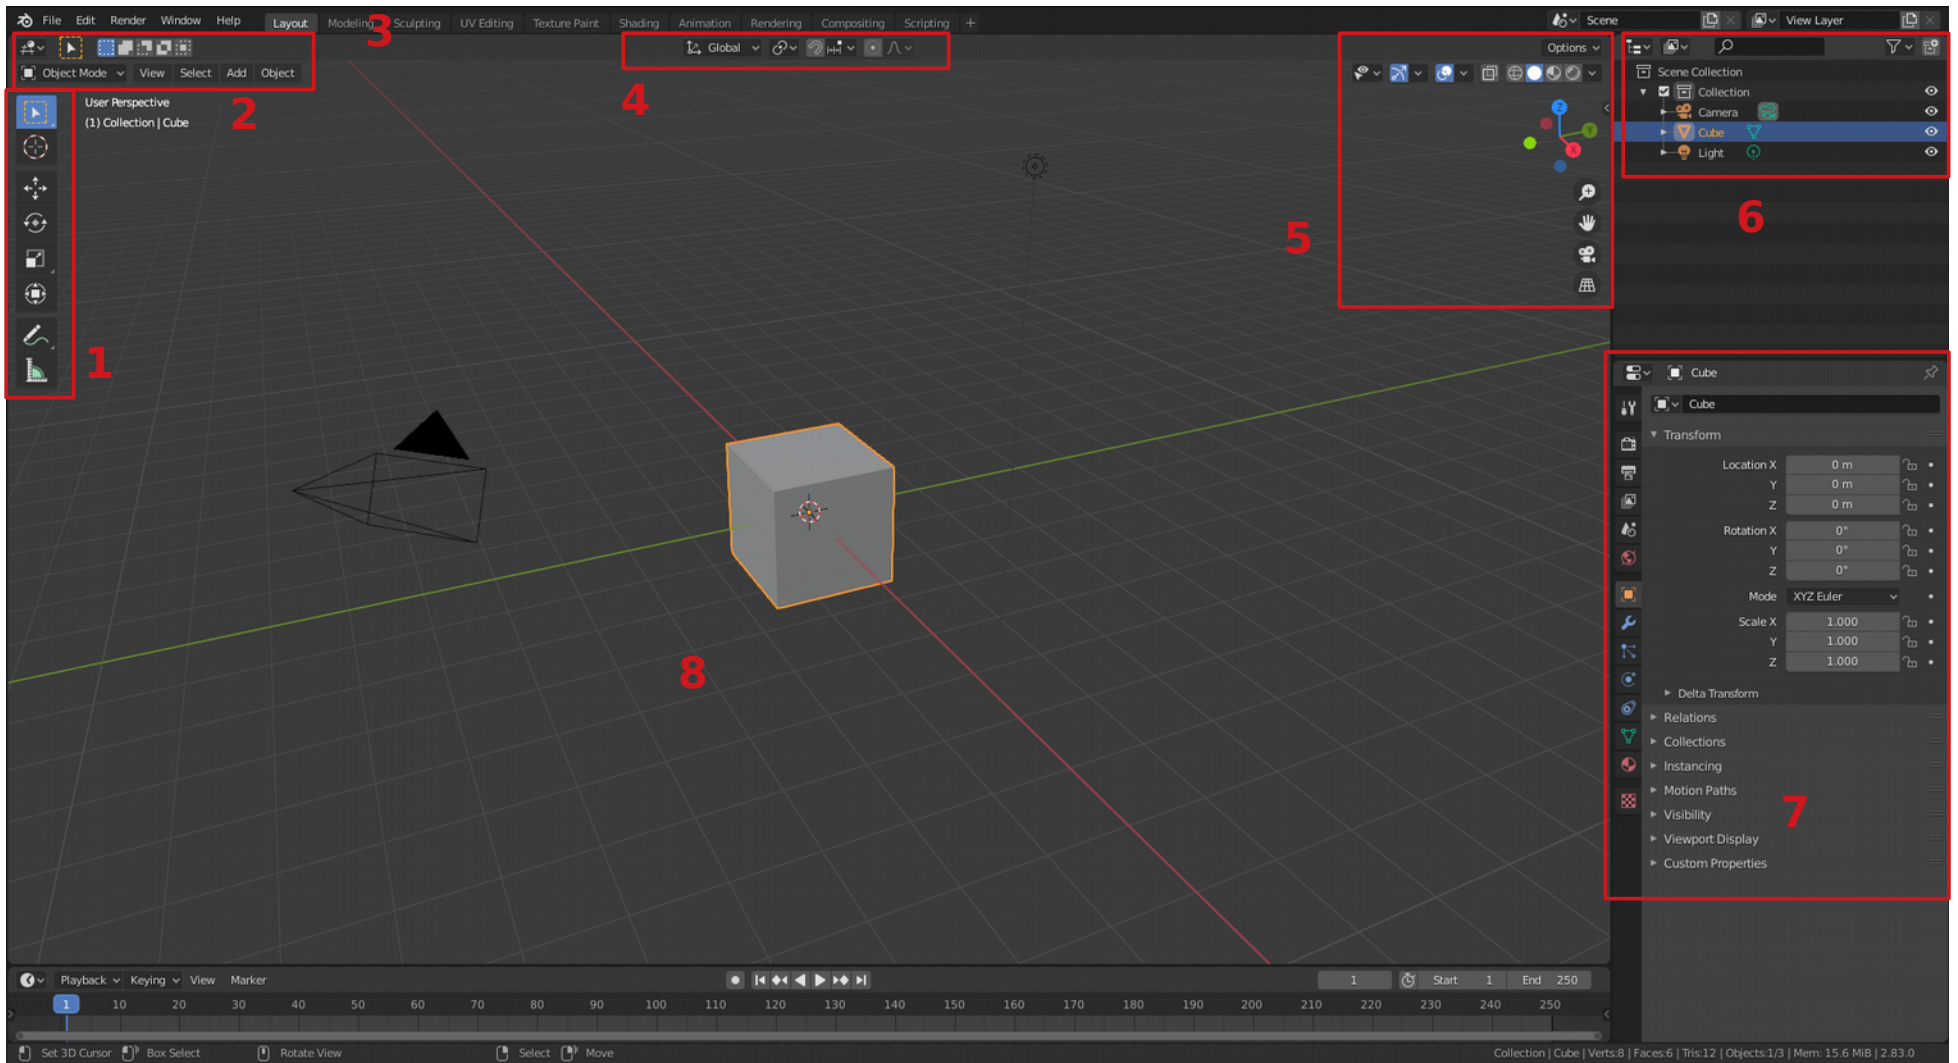 File Edit Render Window Help Layout Modeling Sculpting UV Editing Texture Paint Shading Animation Rendering Compositing Scripting + Scene View Layer
3
Global Options
Object Mode View Select Add Object
2
4
User Perspective
(1) Collection | Cube
Z
Y
X
Scene Collection
Collection
Camera
Cube
Light
5
6
1
Cube
Cube
Transform
Location X 0 m
Y 0 m
Z 0 m
Rotation X 0°
Y 0°
Z 0°
Mode XYZ Euler
Scale X 1.000
Y 1.000
Z 1.000
Delta Transform
Relations
Collections
Instancing
Motion Paths
Visibility
Viewport Display
Custom Properties
7
8
Playback Keying View Marker 1 Start 1 End 250
1 10 20 30 40 50 60 70 80 90 100 110 120 130 140 150 160 170 180 190 200 210 220 230 240 250
Set 3D Cursor Box Select Rotate View Select Move Collection | Cube | Verts:8 | Faces:6 | Tris:12 | Objects:1/3 | Mem: 15.6 MiB | 2.83.0